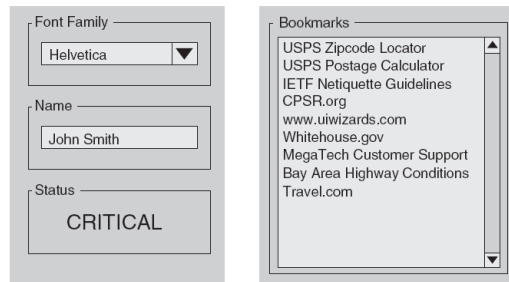 Font Family
Helvetica
Name
John Smith
Status
CRITICAL
Bookmarks
USPS Zipcode Locator
USPS Postage Calculator
IETF Netiquette Guidelines
CPSR.org
www.uiwizards.com
Whitehouse.gov
MegaTech Customer Support
Bay Area Highway Conditions
Travel.com